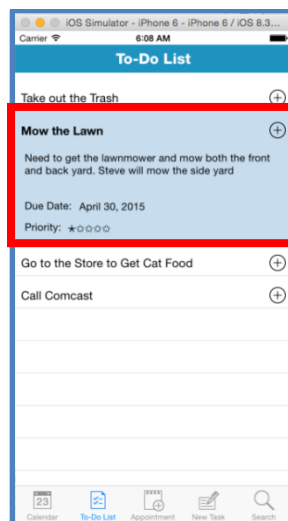 iOS Simulator - iPhone 6 - iPhone 6 / iOS 8.3...
Carrier 6:08 AM
To-Do List
Take out the Trash
Mow the Lawn
Need to get the lawnmower and mow both the front
and back yard. Steve will mow the side yard
Due Date: April 30, 2015
Priority: ★☆☆☆☆
Go to the Store to Get Cat Food
Call Comcast
23
Calendar To-Do List Appointment New Task Search